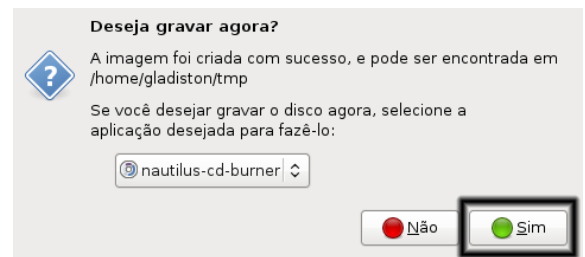 Deseja gravar agora?
A imagem foi criada com sucesso, e pode ser encontrada em
/home/gladiston/tmp
Se você desejar gravar o disco agora, selecione a
aplicação desejada para fazê-lo:
nautilus-cd-burner
Não
Sim